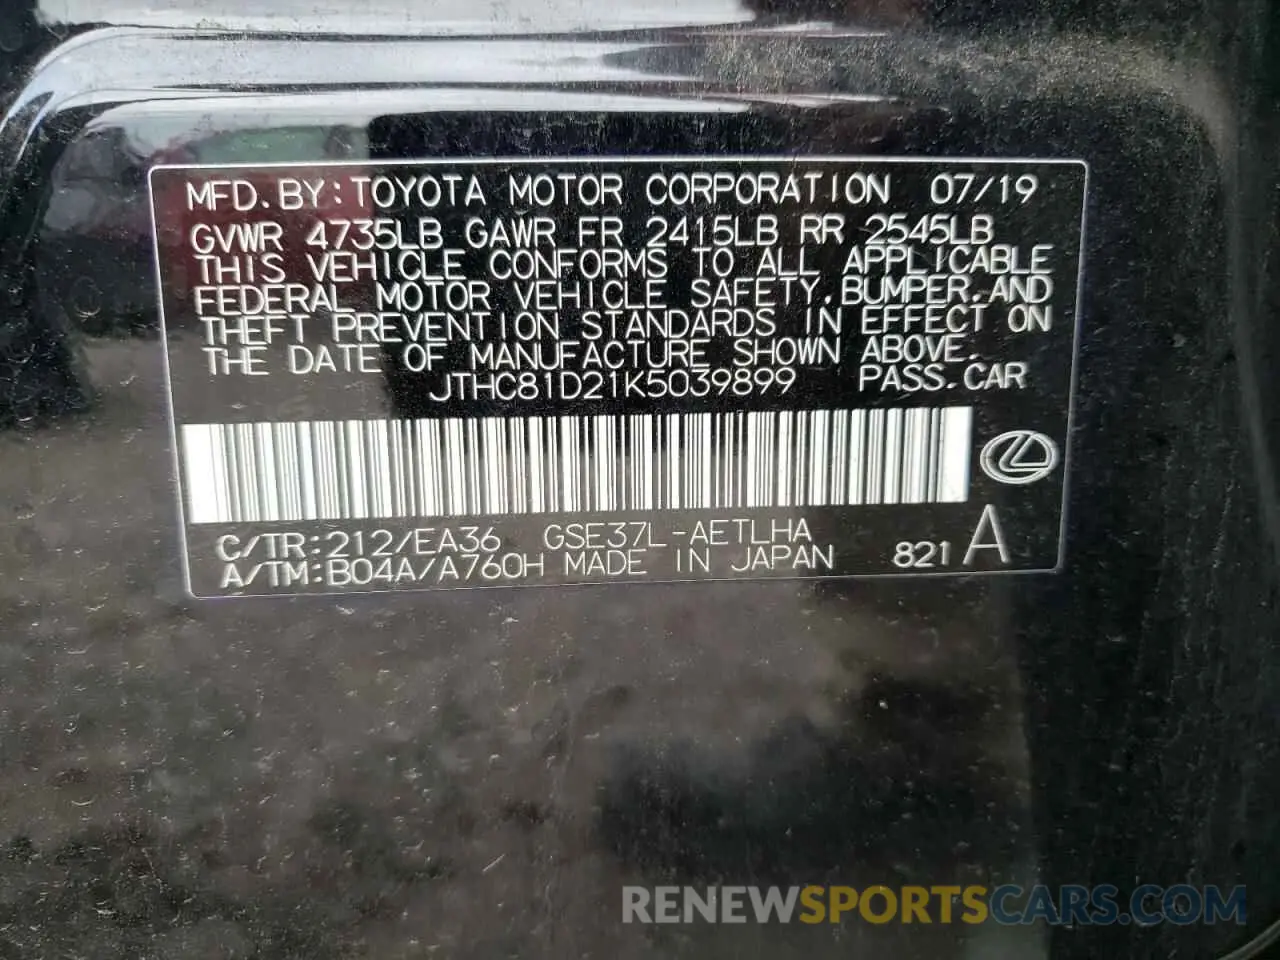 MFD. BY: TOYOTA MOTOR CORPORATION 07/19
GVWR 4735LB GAWR FR 2415LB RR 2545LB
THIS VEHICLE CONFORMS TO ALL APPLICABLE
FEDERAL MOTOR VEHICLE SAFETY, BUMPER, AND
THEFT PREVENTION STANDARDS IN EFFECT ON
THE DATE OF MANUFACTURE SHOWN ABOVE.
JTHC81D21K5039899 PASS. CAR
C/TR: 212/EA36 GSE37L-AETLHA
A/TM: B04A/A760H MADE IN JAPAN 821 A
RENEWSPORTSCARS.COM